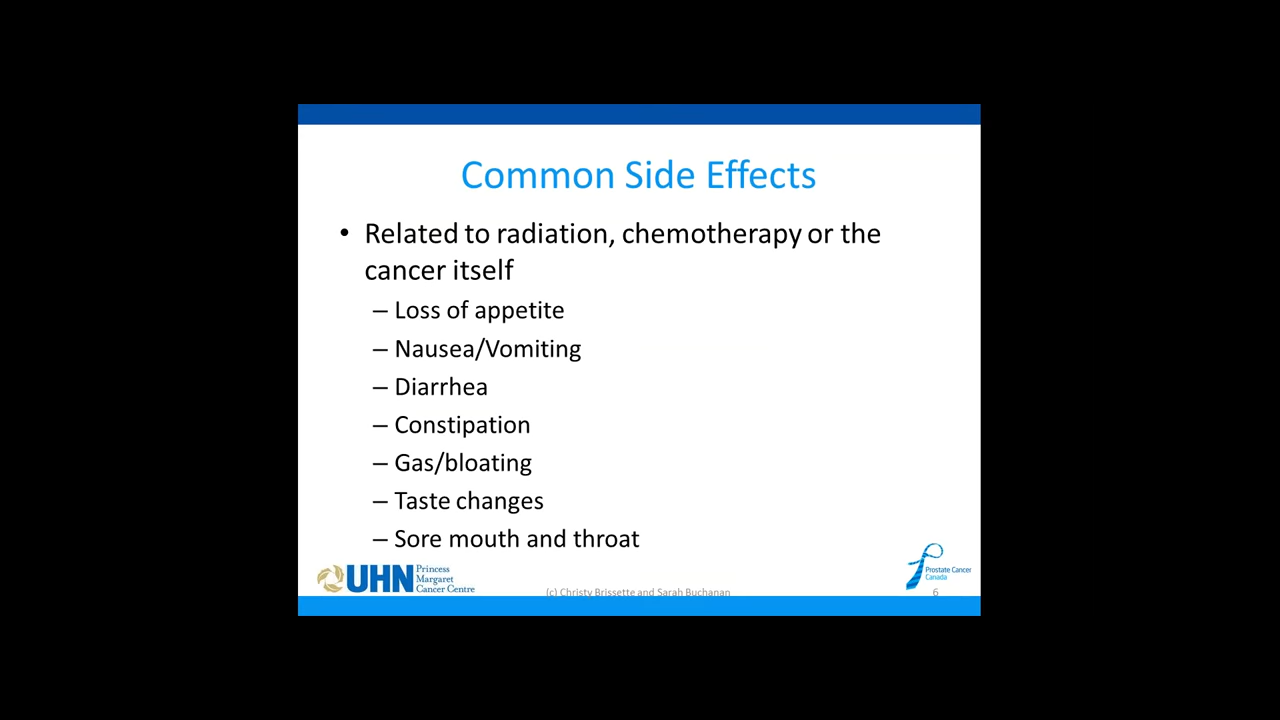 Common Side Effects
• Related to radiation, chemotherapy or the
cancer itself
– Loss of appetite
– Nausea/Vomiting
– Diarrhea
– Constipation
– Gas/bloating
– Taste changes
– Sore mouth and throat
UHN
Princess
Margaret
Cancer Centre
(c) Christy Brissette and Sarah Buchanan
Prostate Cancer
Canada
6